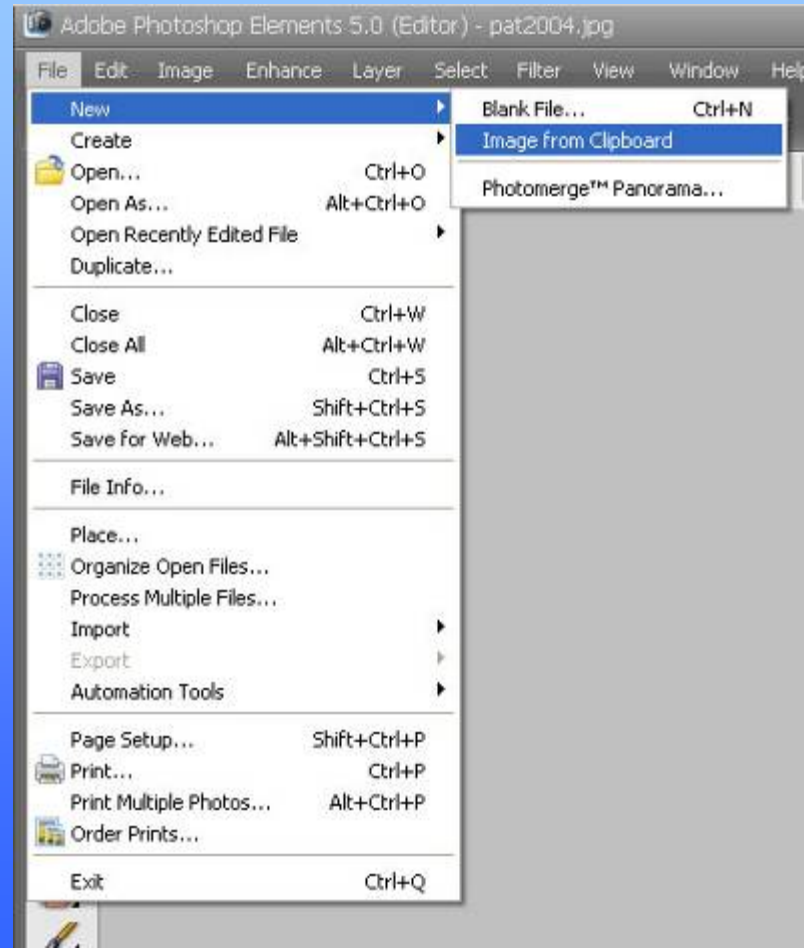 Adobe Photoshop Elements 5.0 (Editor) - pat2004.jpg
File Edit Image Enhance Layer Select Filter View Window Help
New
Blank File... Ctrl+N
Image from Clipboard
Photomerge™ Panorama...
Create
Open... Ctrl+O
Open As... Alt+Ctrl+O
Open Recently Edited File
Duplicate...
Close Ctrl+W
Close All Alt+Ctrl+W
Save Ctrl+S
Save As... Shift+Ctrl+S
Save for Web... Alt+Shift+Ctrl+S
File Info...
Place...
Organize Open Files...
Process Multiple Files...
Import
Export
Automation Tools
Page Setup... Shift+Ctrl+P
Print... Ctrl+P
Print Multiple Photos... Alt+Ctrl+P
Order Prints...
Exit Ctrl+Q